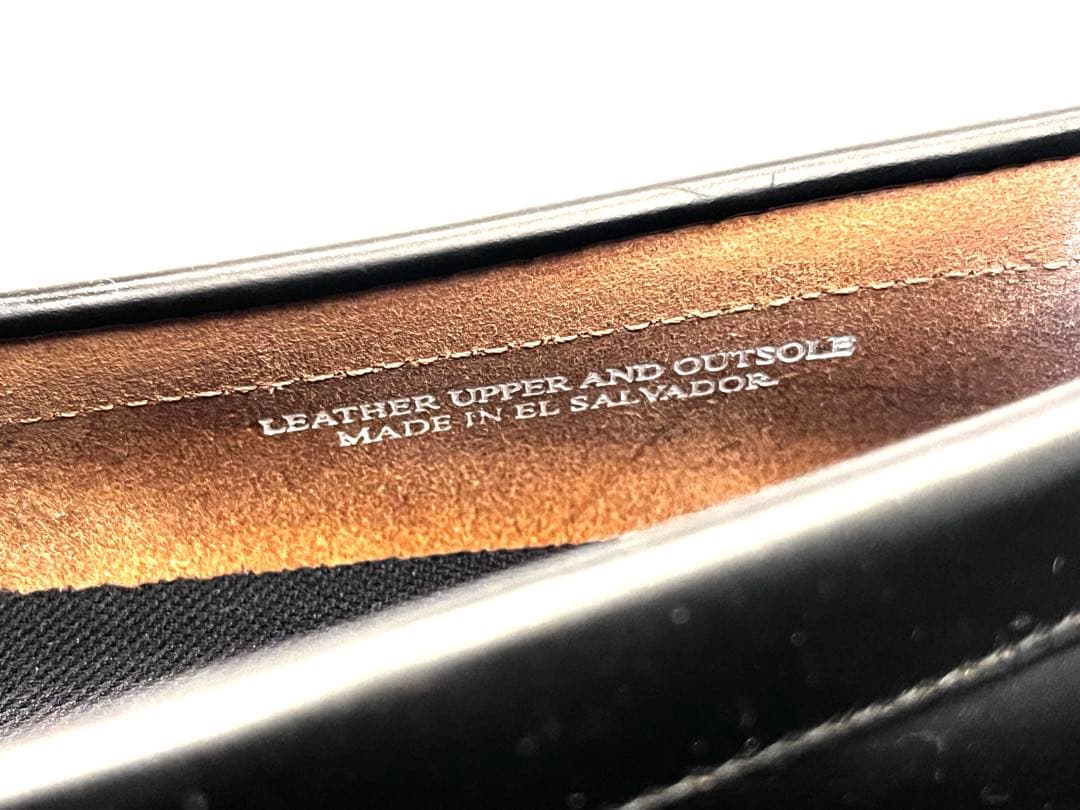 LEATHER UPPER AND OUTSOLE
MADE IN EL SALVADOR